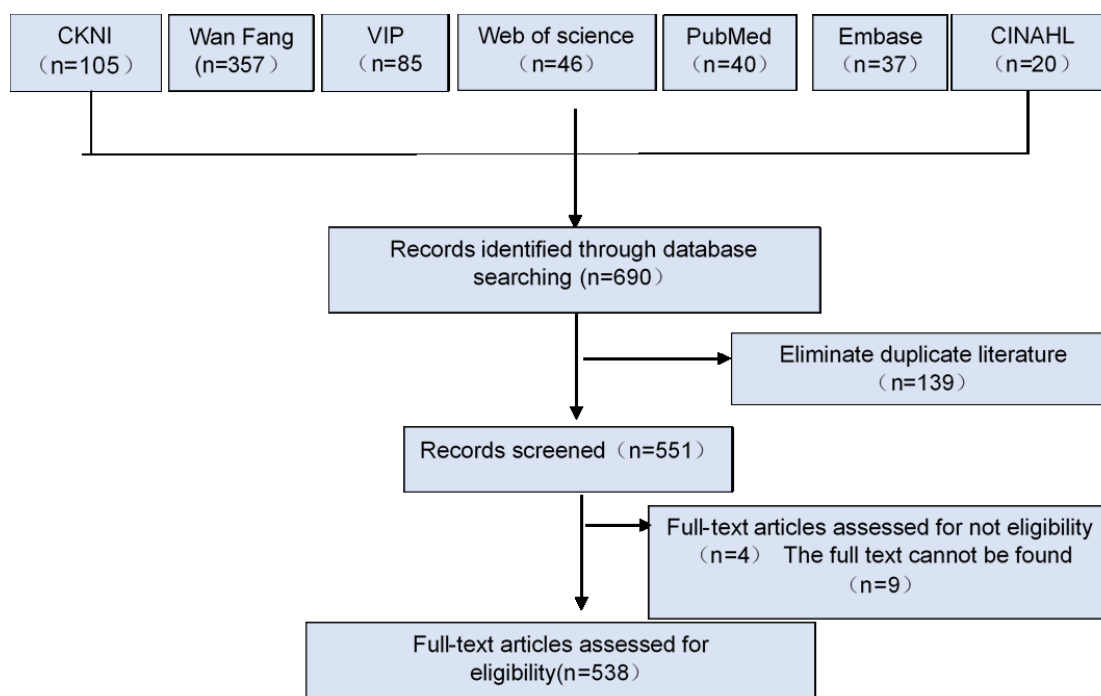 CKNI
（n=105）
Wan Fang
(n=357）
VIP
（n=85
Web of science
（n=46）
PubMed
（n=40）
Embase
（n=37）
CINAHL
（n=20）
Records identified through database
searching (n=690）
Eliminate duplicate literature
（n=139）
Records screened（n=551）
Full-text articles assessed for not eligibility
（n=4） The full text cannot be found
（n=9）
Full-text articles assessed for
eligibility(n=538）